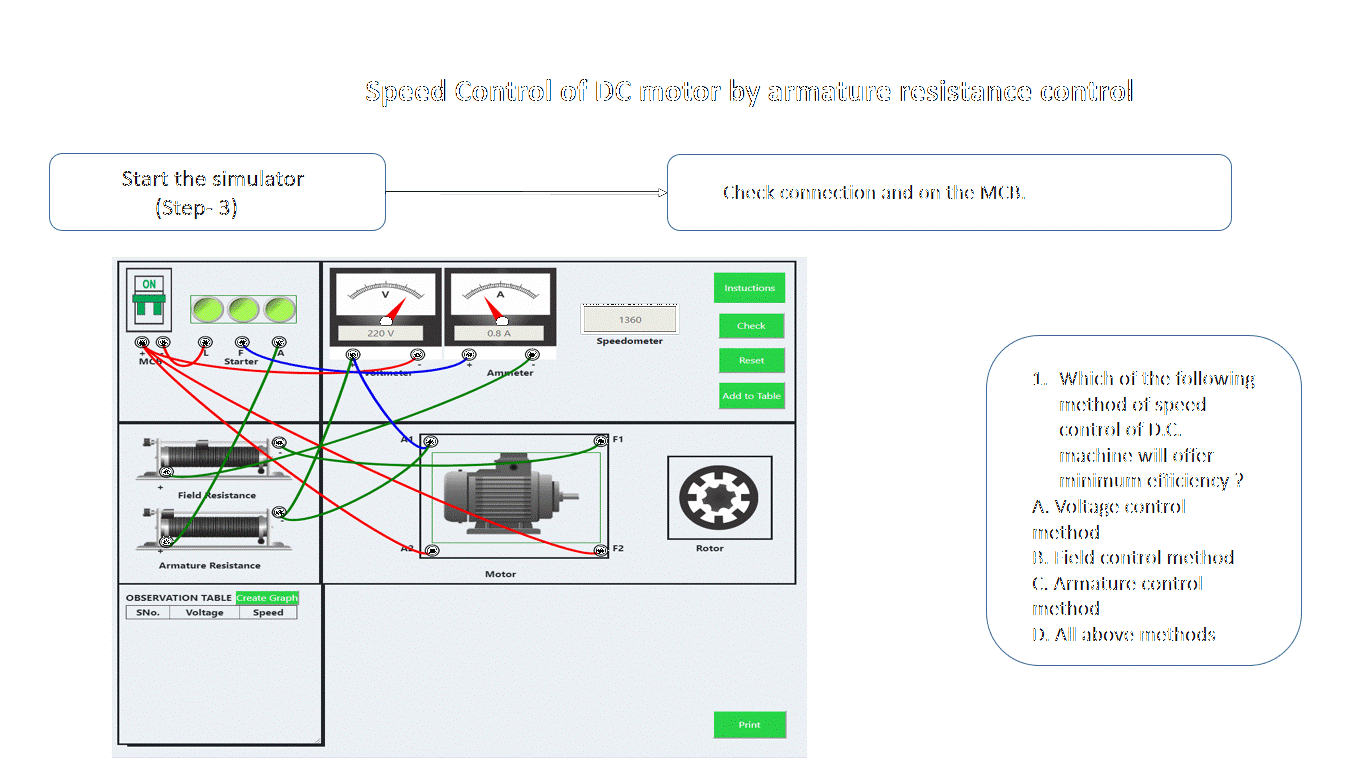 Speed Control of DC motor by armature resistance control
Start the simulator
(Step- 3)
Check connection and on the MCB.
ON
V
A
220 V
0.8 A
1360
Speedometer
Instuctions
Check
Reset
Add to Table
+ -
L F A
MCB
Starter
+ -
Voltmeter
+ -
Ammeter
-
+
Field Resistance
-
+
Armature Resistance
A1
F1
A2
F2
Motor
Rotor
OBSERVATION TABLE
Create Graph
SNo. Voltage Speed
Print
1. Which of the following
method of speed
control of D.C.
machine will offer
minimum efficiency ?
A. Voltage control
method
B. Field control method
C. Armature control
method
D. All above methods